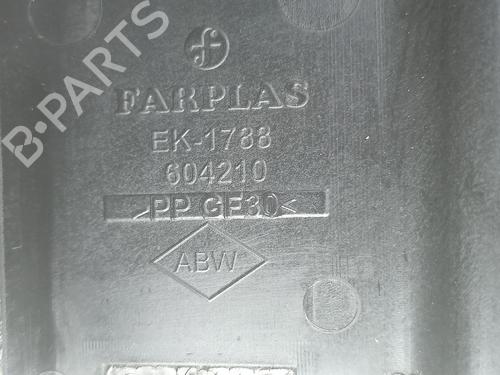 B-PARTS
f
FARPLAS
EK-1788
604210
>PP GF30<
ABW